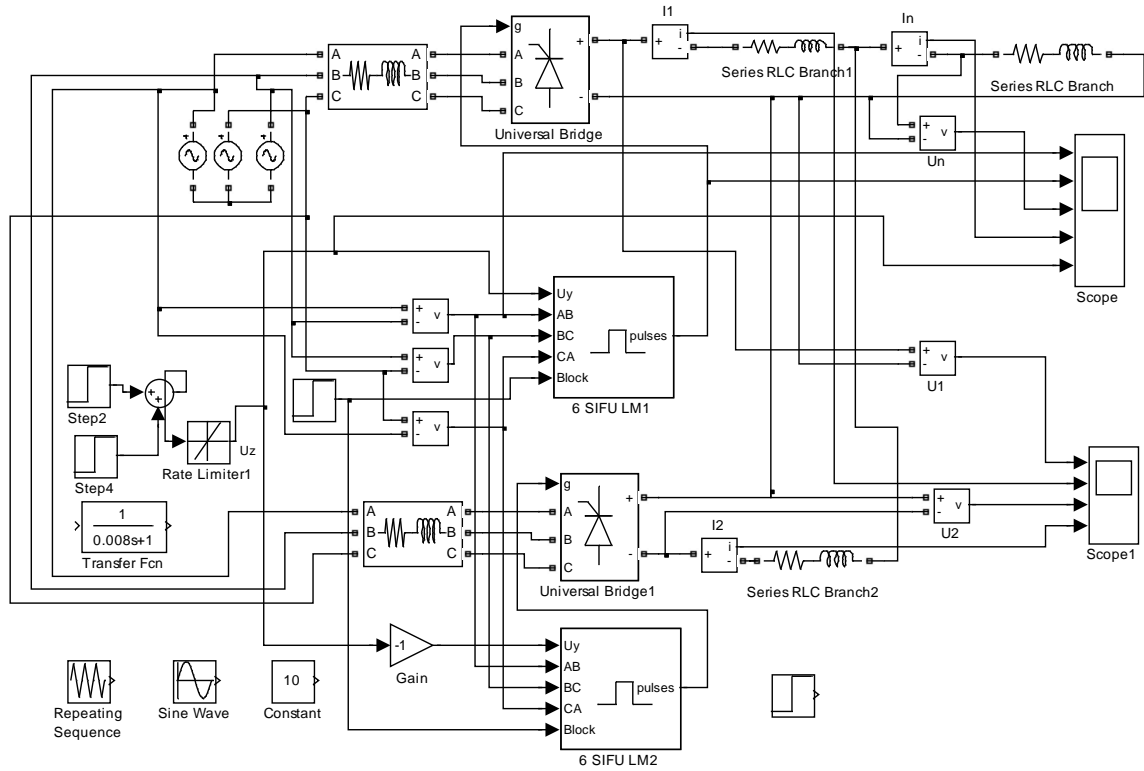 I1
In
g
A
B
C
A
B
C
A
B
C
+
-
Universal Bridge
+
i
-
Series RLC Branch1
+
i
-
Series RLC Branch
+
-
v
Un
Scope
Uy
AB
BC
CA
Block
pulses
6 SIFU LM1
+
-
v
+
-
v
+
-
v
+
-
v
U1
Step2
+
+
Step4
Rate Limiter1
Uz
1
0.008s+1
Transfer Fcn
A
B
C
A
B
C
g
A
B
C
+
-
Universal Bridge1
I2
+
i
-
Series RLC Branch2
+
-
v
U2
Scope1
-1
Gain
Uy
AB
BC
CA
Block
pulses
6 SIFU LM2
Repeating
Sequence
Sine Wave
10
Constant